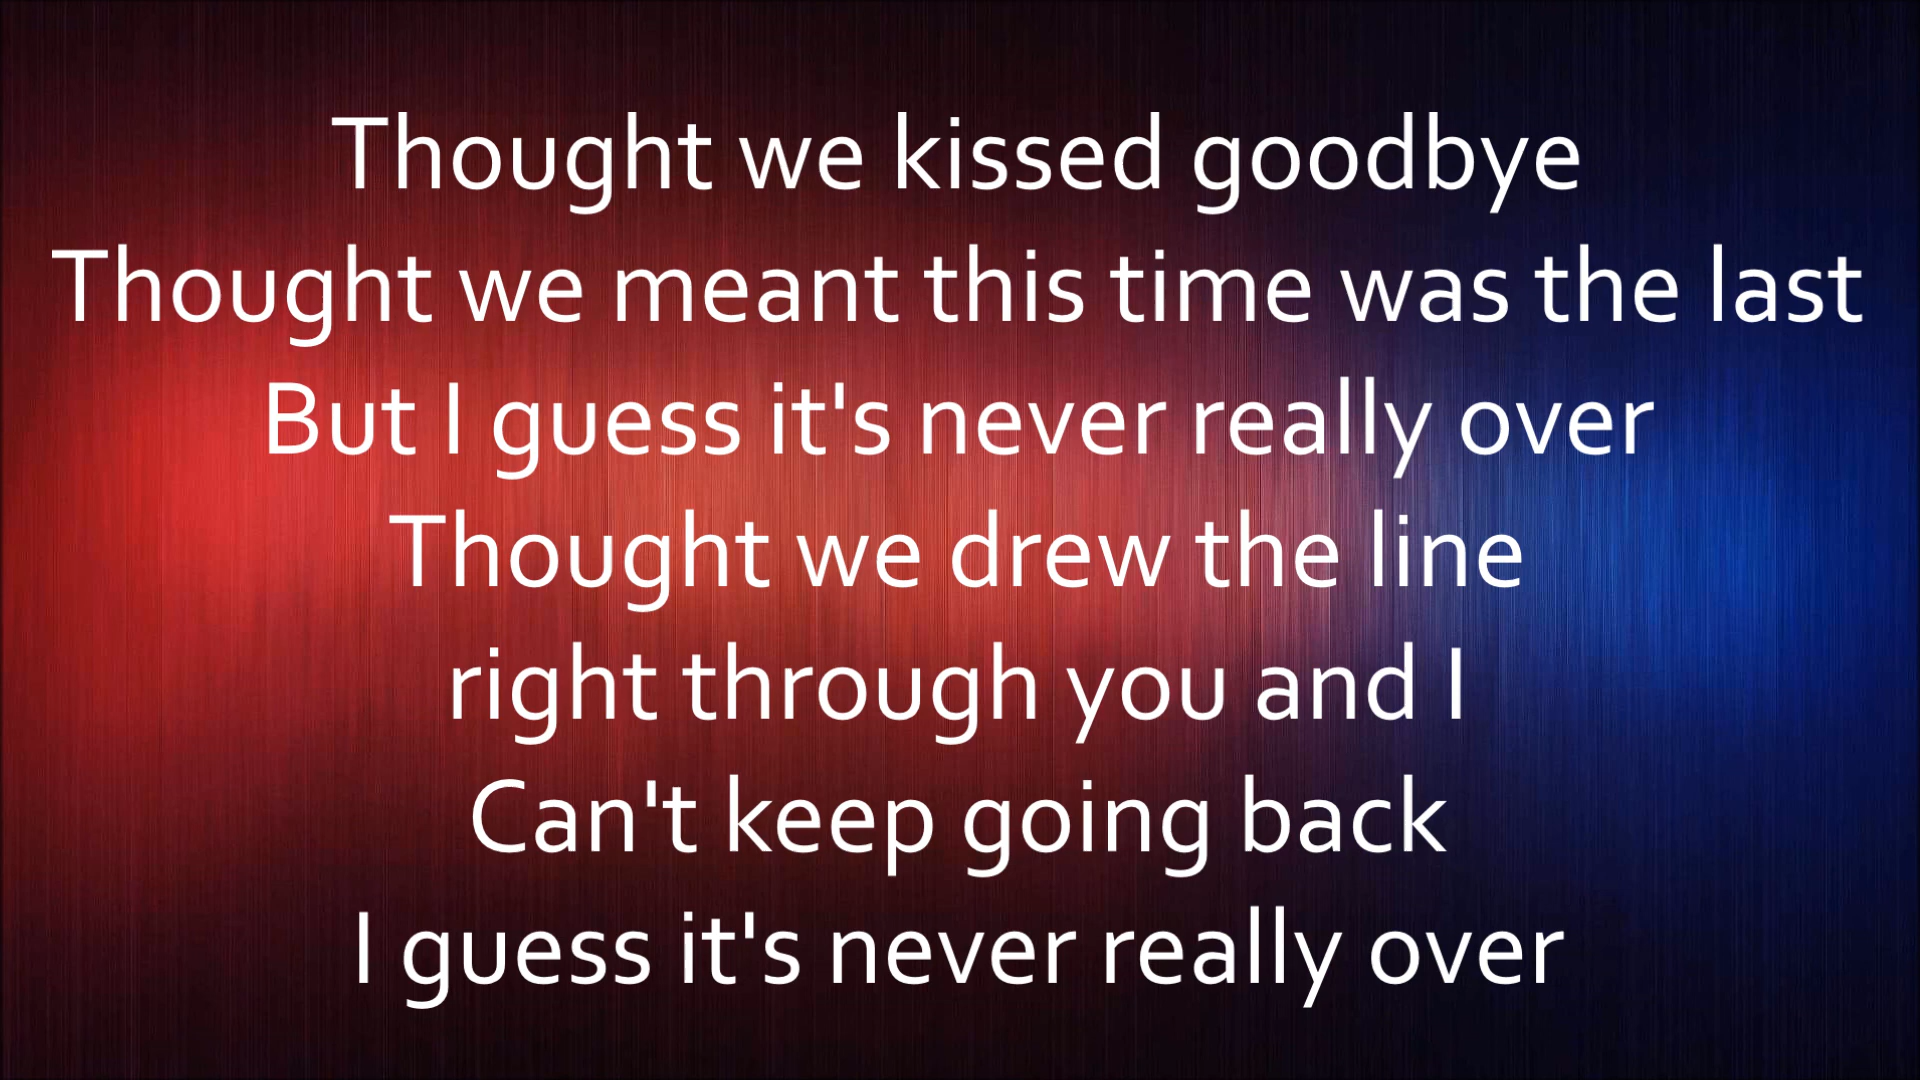 Thought we kissed goodbye
Thought we meant this time was the last
But I guess it's never really over
Thought we drew the line
right through you and I
Can't keep going back
I guess it's never really over